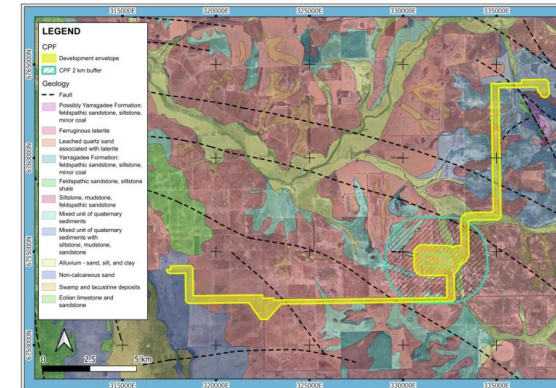 315000E 320000E 325000E 330000E 335000E
LEGEND
CPF
Development envelope
CPF 2 km buffer
Geology
Fault
Possibly Yarragadee Formation:
feldspathic sandstone, siltstone,
minor coal
Ferruginous laterite
Leached quartz sand
associated with laterite
Yarragadee Formation:
feldspathic sandstone, siltstone,
minor coal
Feldspathic sandstone, siltstone
shale
Siltstone, mudstone,
feldspathic sandstone
Mixed unit of quaternary
sediments
Mixed unit of quaternary
sediments with
siltstone, mudstone,
sandstone
Alluvium - sand, silt, and clay
Non-calcareous sand
Swamp and lacustrine deposits
Eolian limestone and
sandstone
0 2.5 5 km
6765000N
6760000N
315000E 320000E 325000E 330000E 335000E